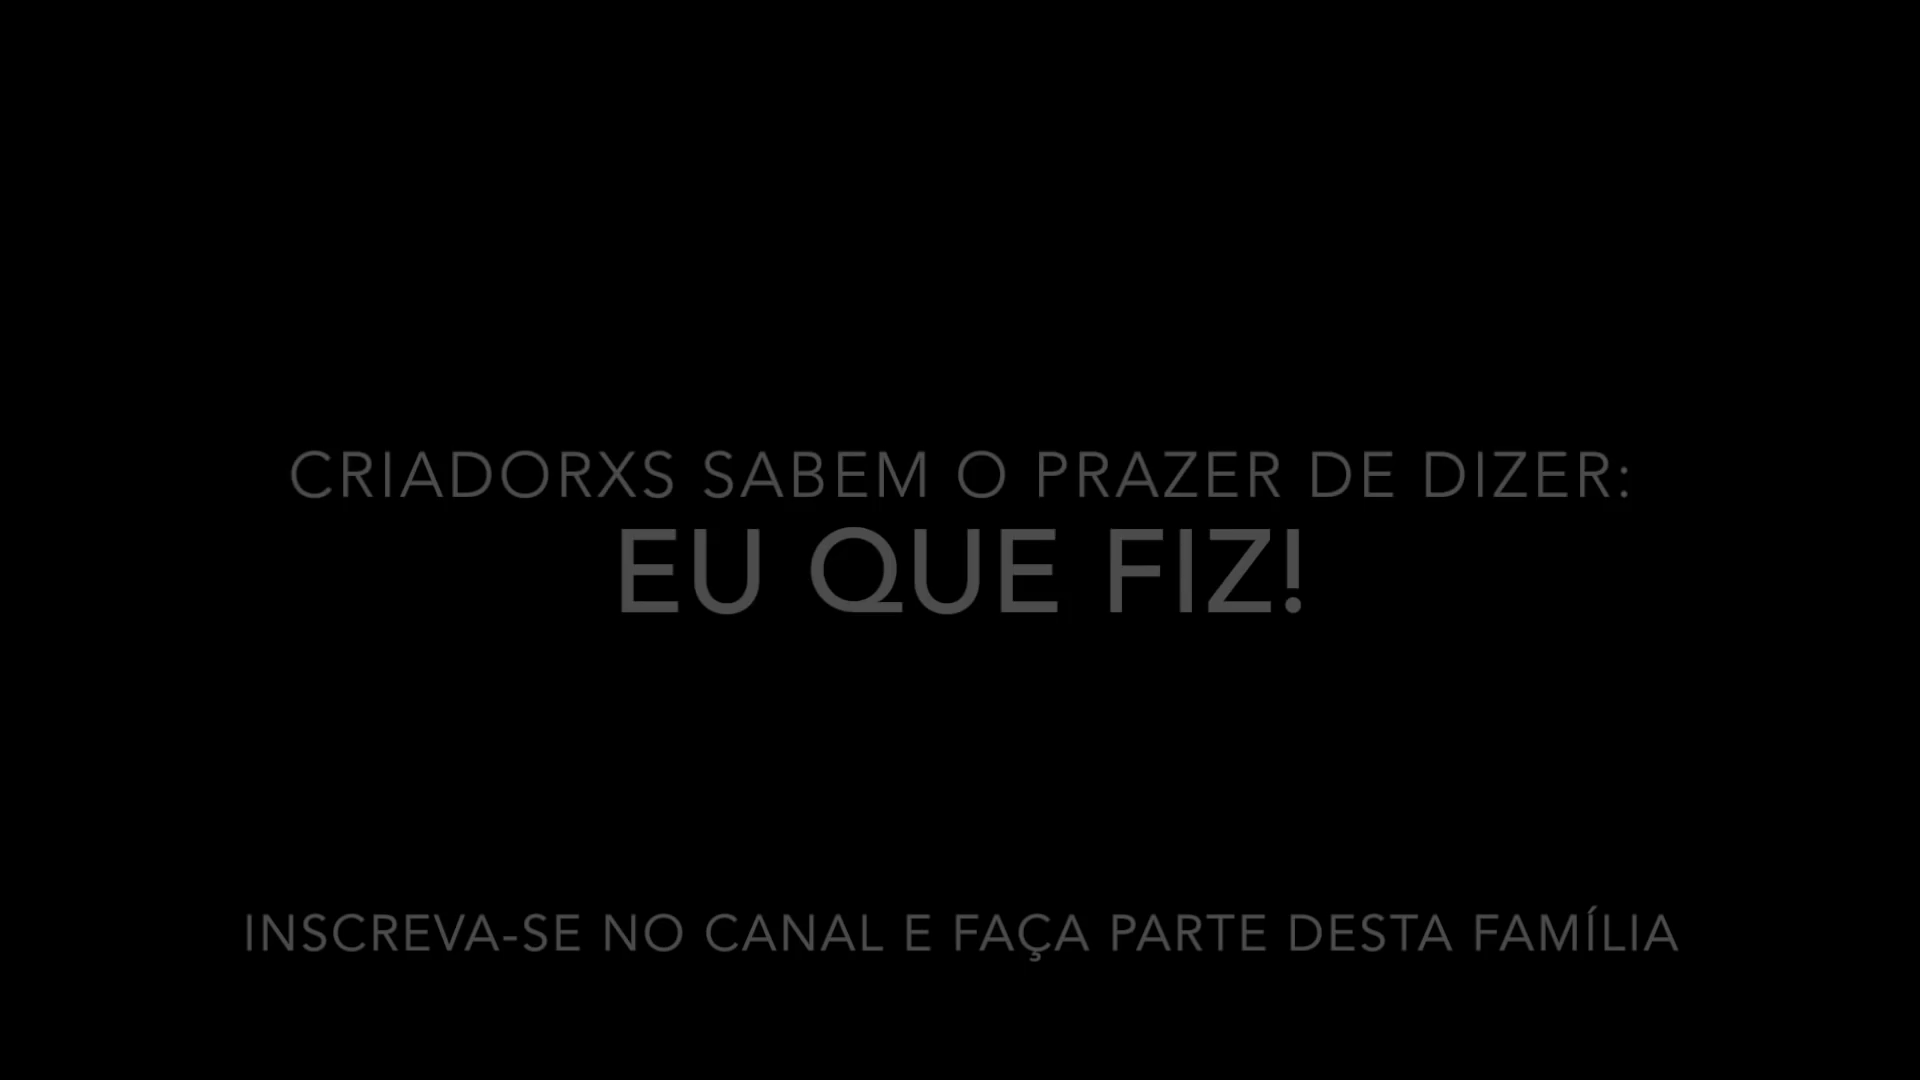 CRIADORXS SABEM O PRAZER DE DIZER:
EU QUE FIZ!
INSCREVA-SE NO CANAL E FAÇA PARTE DESTA FAMÍLIA